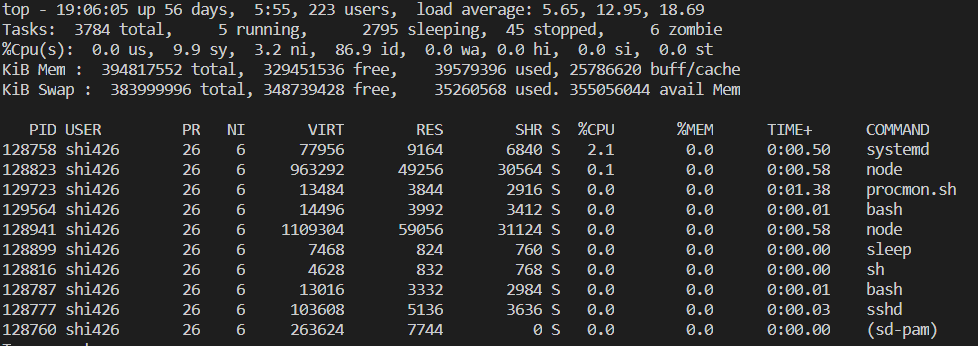 top - 19:06:05 up 56 days,  5:55, 223 users,  load average: 5.65, 12.95, 18.69
Tasks:  3784 total,     5 running,     2795 sleeping,  45 stopped,     6 zombie
%Cpu(s):  0.0 us,  9.9 sy,  3.2 ni,  86.9 id,  0.0 wa, 0.0 hi,  0.0 si,  0.0 st
KiB Mem :  394817552 total,  329451536 free,    39579396 used, 25786620 buff/cache
KiB Swap :  383999996 total, 348739428 free,    35260568 used. 355056044 avail Mem
PID USER PR NI VIRT RES SHR S %CPU %MEM TIME+ COMMAND
128758 shi426 26 6 77956 9164 6840 S 2.1 0.0 0:00.50 systemd
128823 shi426 26 6 963292 49256 30564 S 0.1 0.0 0:00.58 node
129723 shi426 26 6 13484 3844 2916 S 0.0 0.0 0:01.38 procmon.sh
129564 shi426 26 6 14496 3992 3412 S 0.0 0.0 0:00.01 bash
128941 shi426 26 6 1109304 59056 31124 S 0.0 0.0 0:00.58 node
128899 shi426 26 6 7468 824 760 S 0.0 0.0 0:00.00 sleep
128816 shi426 26 6 4628 832 768 S 0.0 0.0 0:00.00 sh
128787 shi426 26 6 13016 3332 2984 S 0.0 0.0 0:00.01 bash
128777 shi426 26 6 103608 5136 3636 S 0.0 0.0 0:00.03 sshd
128760 shi426 26 6 263624 7744 0 S 0.0 0.0 0:00.00 (sd-pam)